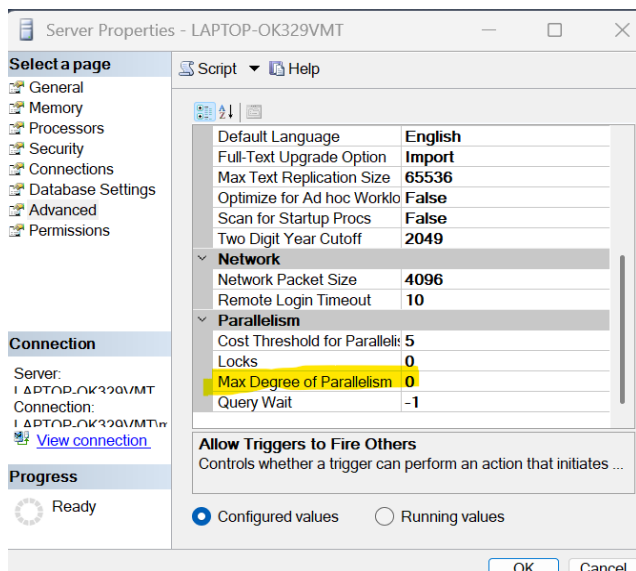 Server Properties - LAPTOP-OK329VMT
Select a page
General
Memory
Processors
Security
Connections
Database Settings
Advanced
Permissions
Connection
Server:
LAPTOP-OK329VMT
Connection:
LAPTOP-OK329VMT\m
View connection
Progress
Ready
Script Help
Default Language English
Full-Text Upgrade Option Import
Max Text Replication Size 65536
Optimize for Ad hoc Worklo False
Scan for Startup Procs False
Two Digit Year Cutoff 2049
Network
Network Packet Size 4096
Remote Login Timeout 10
Parallelism
Cost Threshold for Parallelis 5
Locks 0
Max Degree of Parallelism 0
Query Wait -1
Allow Triggers to Fire Others
Controls whether a trigger can perform an action that initiates ...
Configured values Running values
OK Cancel